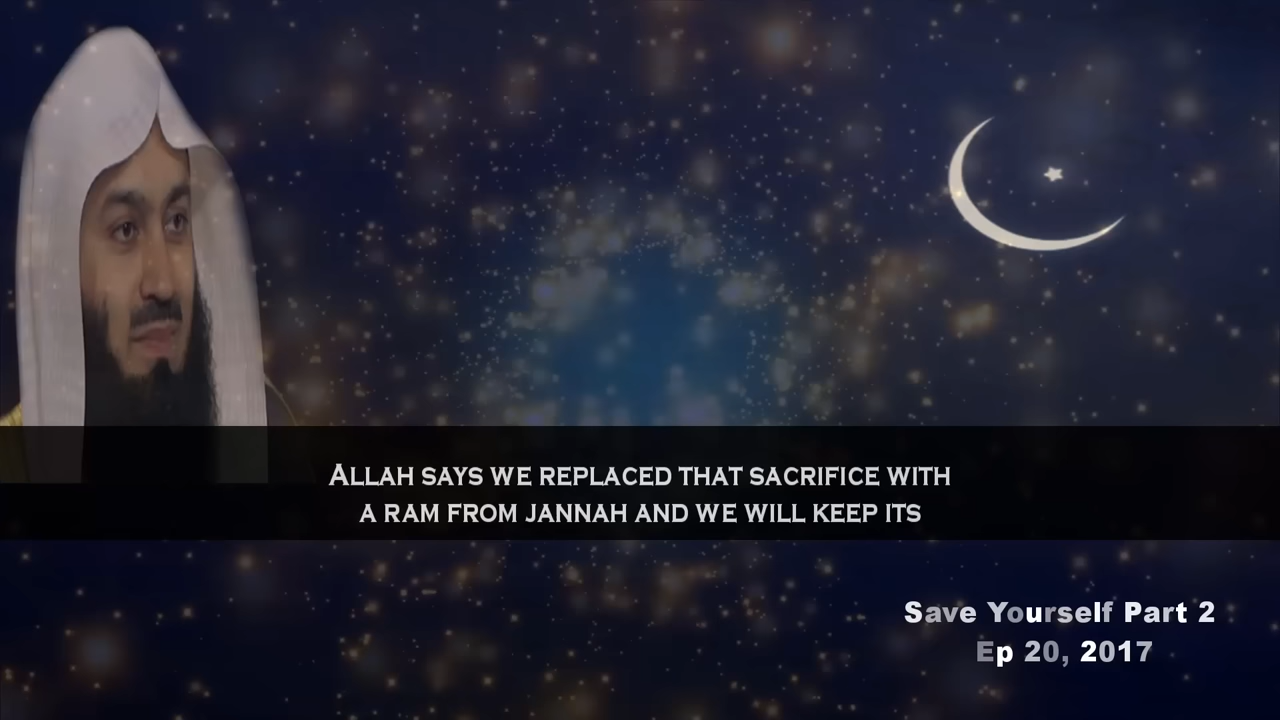 ALLAH SAYS WE REPLACED THAT SACRIFICE WITH
A RAM FROM JANNAH AND WE WILL KEEP ITS
Save Yourself Part 2
Ep 20, 2017